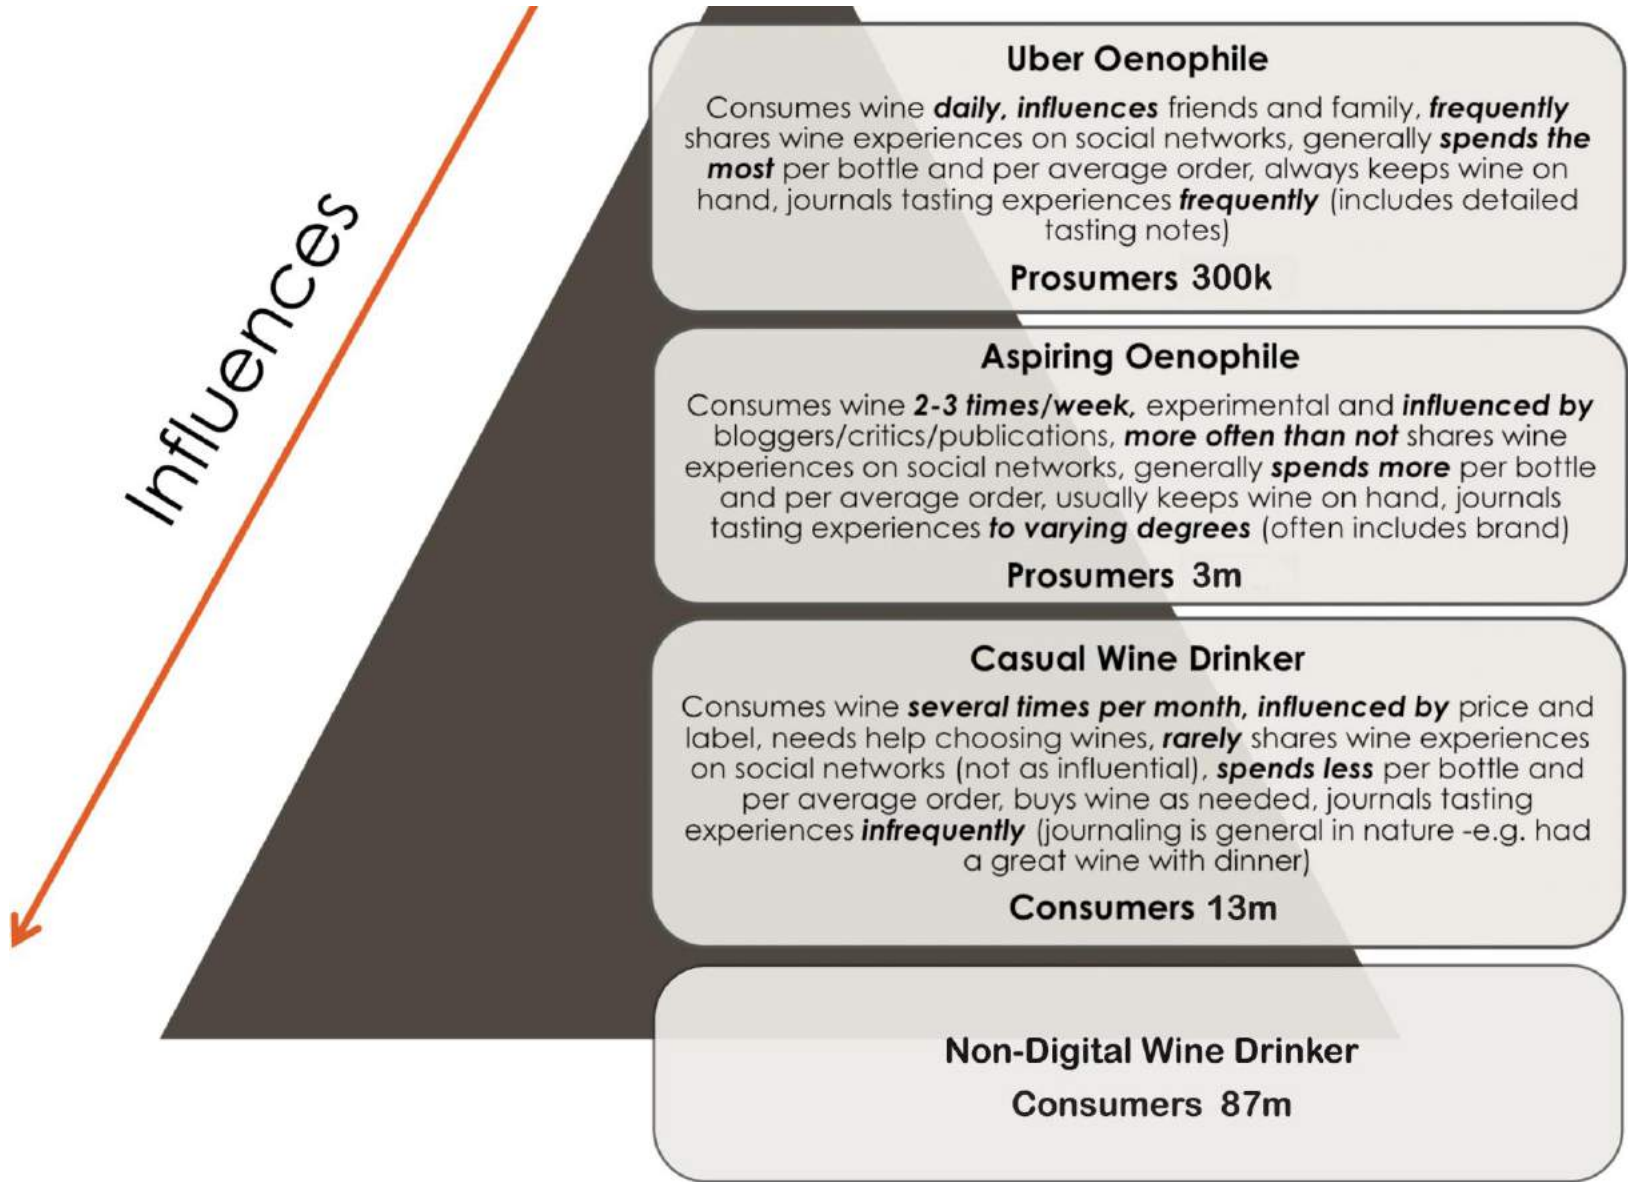 Influences
Uber Oenophile
Consumes wine daily, influences friends and family, frequently
shares wine experiences on social networks, generally spends the
most per bottle and per average order, always keeps wine on
hand, journals tasting experiences frequently (includes detailed
tasting notes)
Prosumers 300k
Aspiring Oenophile
Consumes wine 2-3 times/week, experimental and influenced by
bloggers/critics/publications, more often than not shares wine
experiences on social networks, generally spends more per bottle
and per average order, usually keeps wine on hand, journals
tasting experiences to varying degrees (often includes brand)
Prosumers 3m
Casual Wine Drinker
Consumes wine several times per month, influenced by price and
label, needs help choosing wines, rarely shares wine experiences
on social networks (not as influential), spends less per bottle and
per average order, buys wine as needed, journals tasting
experiences infrequently (journaling is general in nature -e.g. had
a great wine with dinner)
Consumers 13m
Non-Digital Wine Drinker
Consumers 87m